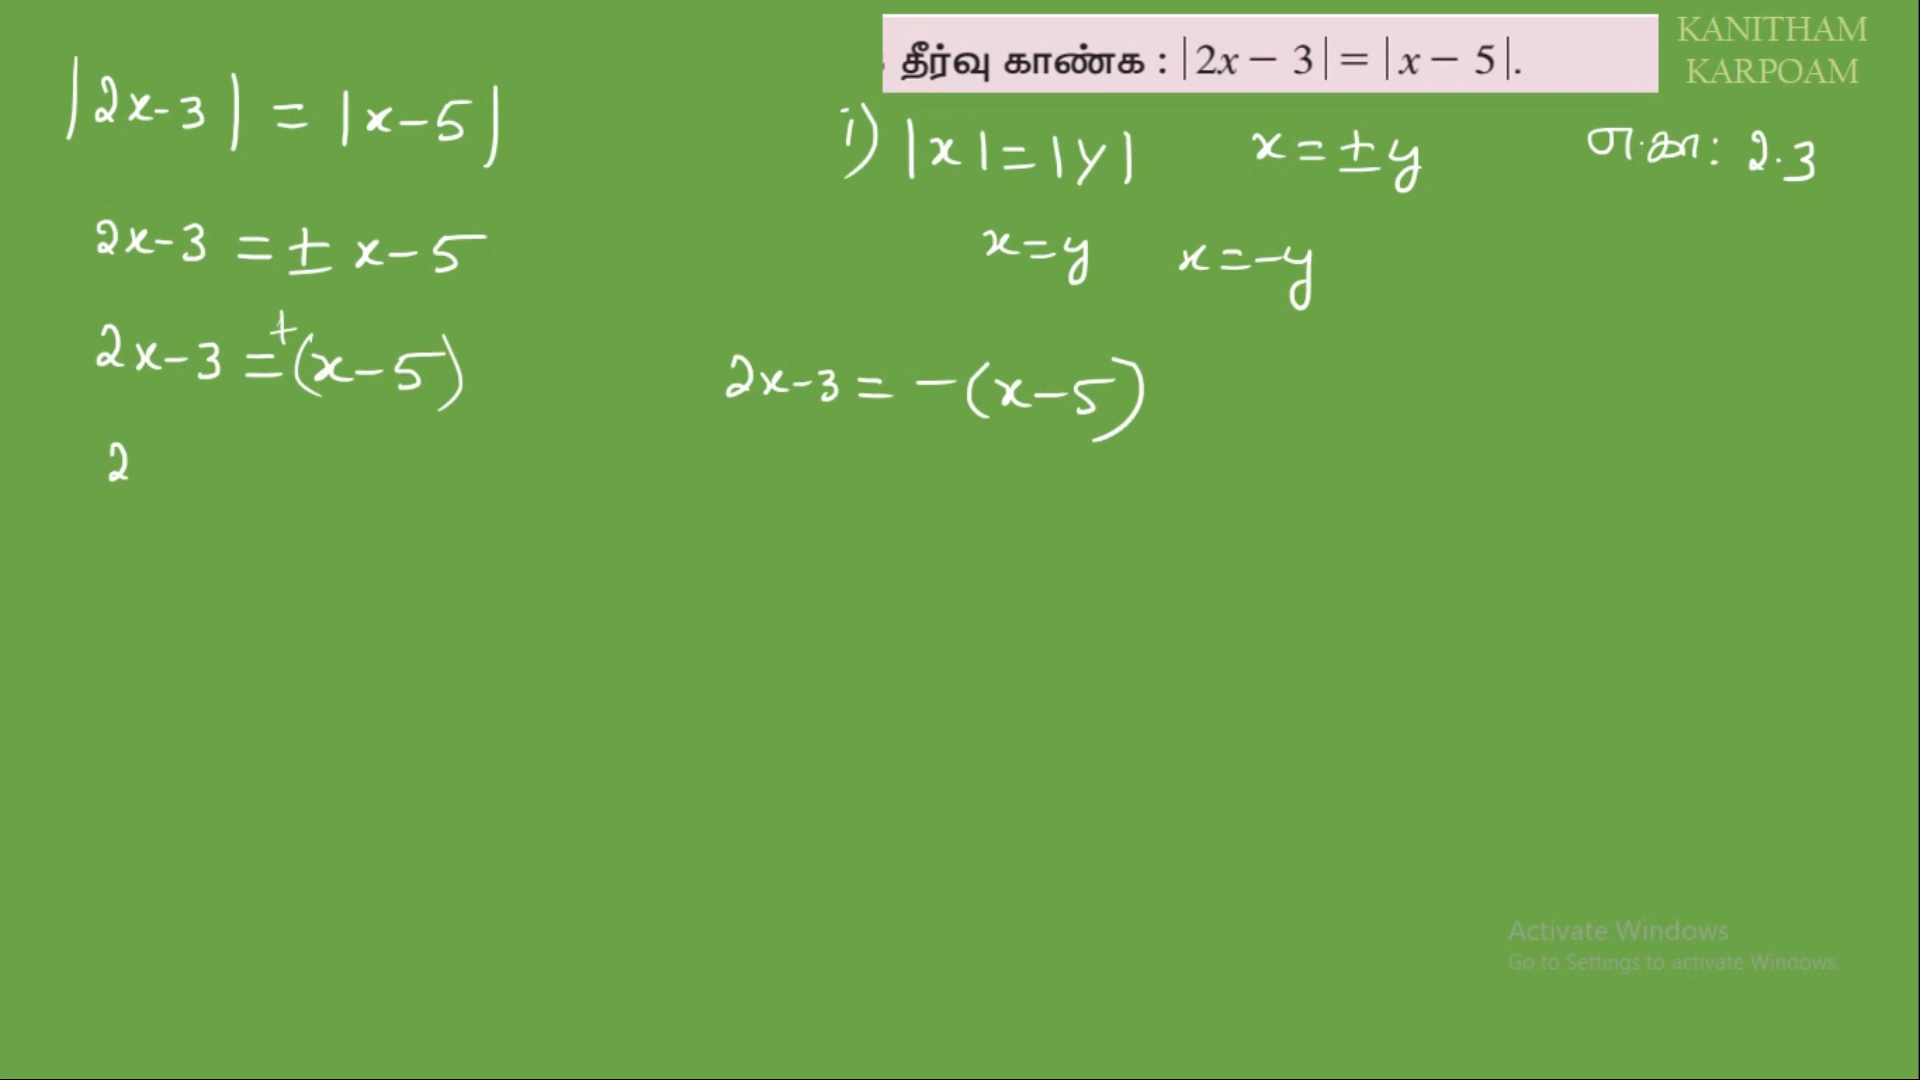 தீர்வு காண்க : |2x − 3| = |x − 5|.
KANITHAM
KARPOAM
|2x-3| = |x-5|
i) |x| = |y| x = ± y எ.கா: 2.3
2x-3 = ± x-5
x=y x=-y
2x-3 =+(x-5)
2x-3 = -(x-5)
2
Activate Windows
Go to Settings to activate Windows.